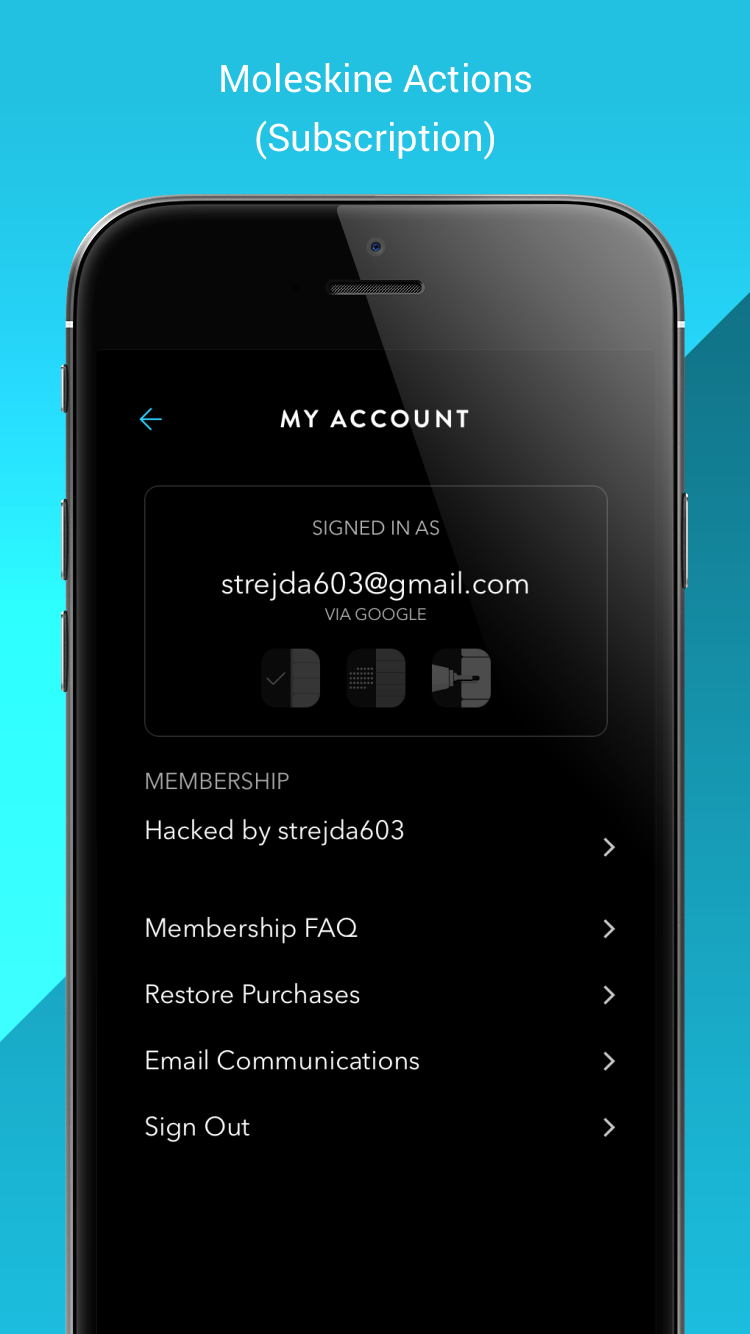 Moleskine Actions
(Subscription)
MY ACCOUNT
SIGNED IN AS
strejda603@gmail.com
VIA GOOGLE
MEMBERSHIP
Hacked by strejda603
Membership FAQ
Restore Purchases
Email Communications
Sign Out